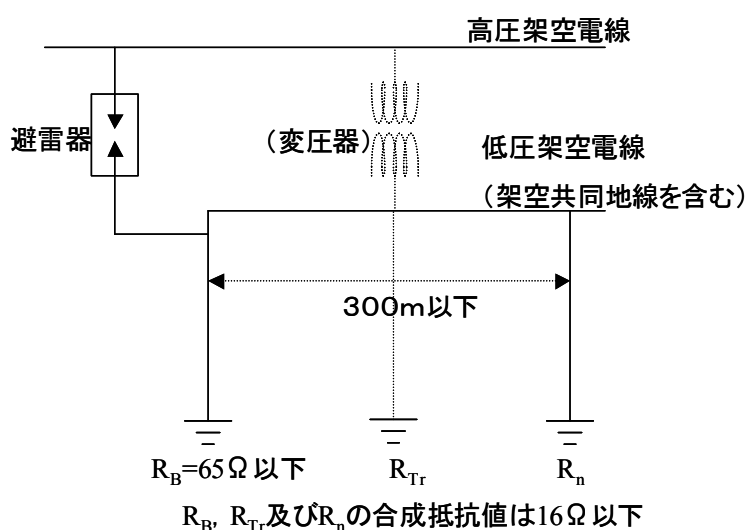 高圧架空電線
避雷器
（変圧器）
低圧架空電線
（架空共同地線を含む）
300m以下
R_B=65Ω以下
R_Tr
R_n
R_B, R_Tr及びR_nの合成抵抗値は16Ω以下